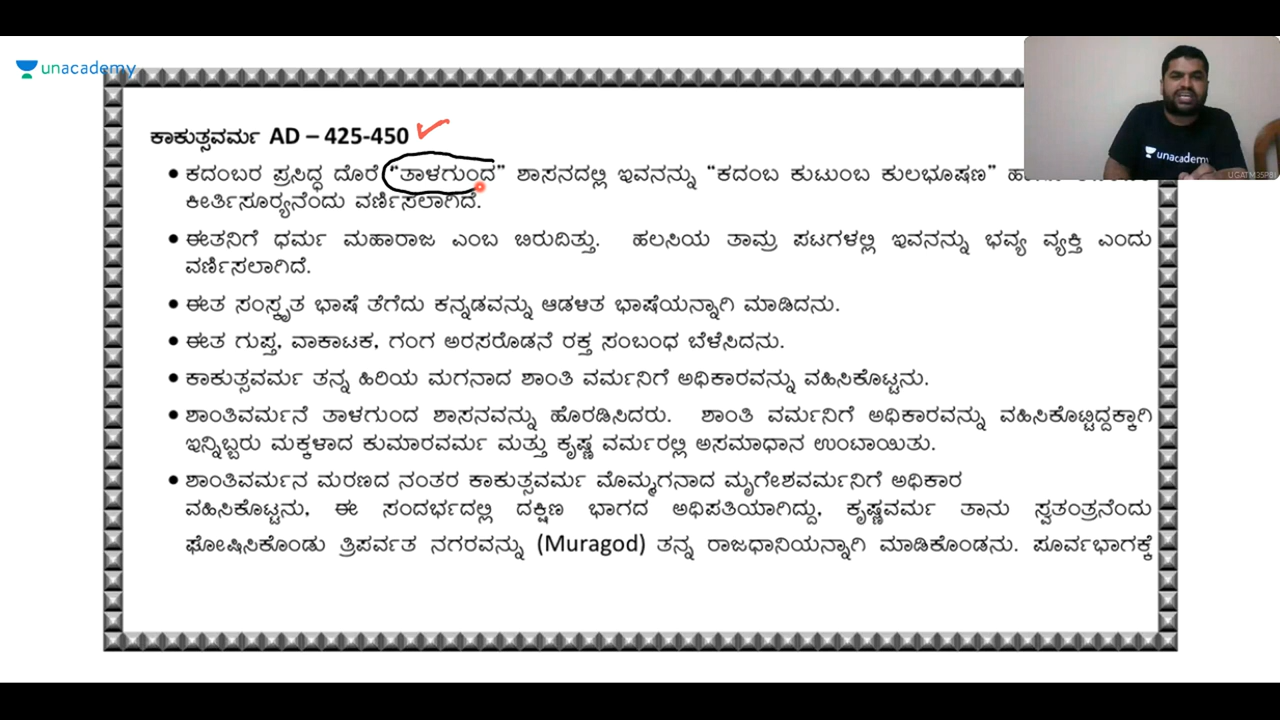 unacademy
ಕಾಕುತ್ಸವರ್ಮ AD – 425-450
• ಕದಂಬರ ಪ್ರಸಿದ್ಧ ದೊರೆ “ತಾಳಗುಂದ” ಶಾಸನದಲ್ಲಿ ಇವನನ್ನು “ಕದಂಬ ಕುಟುಂಬ ಕುಲಭೂಷಣ”
ಕೀರ್ತಿಸೂರ‍್ಯನೆಂದು ವರ್ಣಿಸಲಾಗಿದೆ.
• ಈತನಿಗೆ ಧರ್ಮ ಮಹಾರಾಜ ಎಂಬ ಬಿರುದಿತ್ತು. ಹಲಸಿಯ ತಾಮ್ರ ಪಟಗಳಲ್ಲಿ ಇವನನ್ನು ಭವ್ಯ ವ್ಯಕ್ತಿ ಎಂದು
ವರ್ಣಿಸಲಾಗಿದೆ.
• ಈತ ಸಂಸ್ಕೃತ ಭಾಷೆ ತೆಗೆದು ಕನ್ನಡವನ್ನು ಆಡಳಿತ ಭಾಷೆಯನ್ನಾಗಿ ಮಾಡಿದನು.
• ಈತ ಗುಪ್ತ, ವಾಕಾಟಕ, ಗಂಗ ಅರಸರೊಡನೆ ರಕ್ತ ಸಂಬಂಧ ಬೆಳೆಸಿದನು.
• ಕಾಕುತ್ಸವರ್ಮ ತನ್ನ ಹಿರಿಯ ಮಗನಾದ ಶಾಂತಿ ವರ್ಮನಿಗೆ ಅಧಿಕಾರವನ್ನು ವಹಿಸಿಕೊಟ್ಟನು.
• ಶಾಂತಿವರ್ಮನೆ ತಾಳಗುಂದ ಶಾಸನವನ್ನು ಹೊರಡಿಸಿದರು. ಶಾಂತಿ ವರ್ಮನಿಗೆ ಅಧಿಕಾರವನ್ನು ವಹಿಸಿಕೊಟ್ಟಿದ್ದಕ್ಕಾಗಿ
ಇನ್ನಿಬ್ಬರು ಮಕ್ಕಳಾದ ಕುಮಾರವರ್ಮ ಮತ್ತು ಕೃಷ್ಣ ವರ್ಮರಲ್ಲಿ ಅಸಮಾಧಾನ ಉಂಟಾಯಿತು.
• ಶಾಂತಿವರ್ಮನ ಮರಣದ ನಂತರ ಕಾಕುತ್ಸವರ್ಮ ಮೊಮ್ಮಗನಾದ ಮೃಗೇಶವರ್ಮನಿಗೆ ಅಧಿಕಾರ
ವಹಿಸಿಕೊಟ್ಟನು, ಈ ಸಂದರ್ಭದಲ್ಲಿ ದಕ್ಷಿಣ ಭಾಗದ ಅಧಿಪತಿಯಾಗಿದ್ದು, ಕೃಷ್ಣವರ್ಮ ತಾನು ಸ್ವತಂತ್ರನೆಂದು
ಘೋಷಿಸಿಕೊಂಡು ತ್ರಿಪರ್ವತ ನಗರವನ್ನು (Muragod) ತನ್ನ ರಾಜಧಾನಿಯನ್ನಾಗಿ ಮಾಡಿಕೊಂಡನು. ಪೂರ್ವಭಾಗಕ್ಕೆ
unacademy